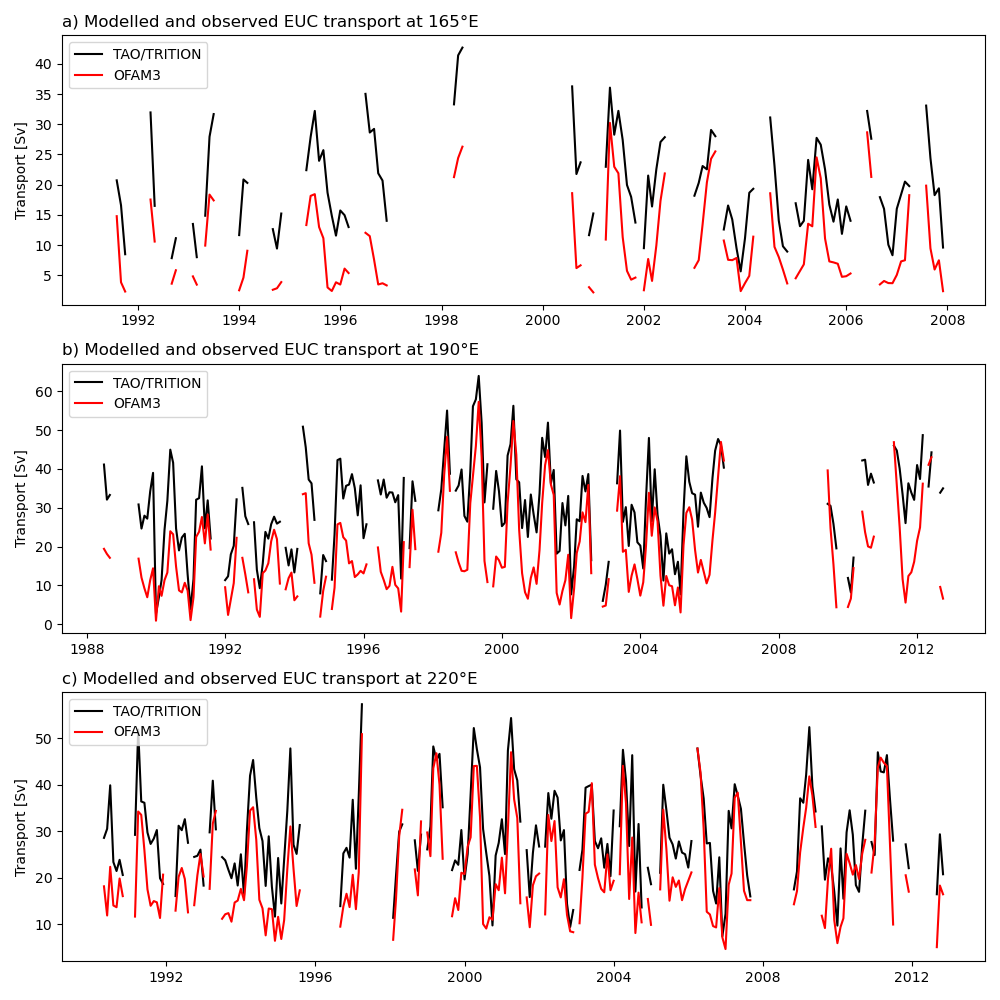 a) Modelled and observed EUC transport at 165°E
TAO/TRITION
OFAM3
Transport [Sv]
40
35
30
25
20
15
10
5
1992 1994 1996 1998 2000 2002 2004 2006 2008
b) Modelled and observed EUC transport at 190°E
TAO/TRITION
OFAM3
Transport [Sv]
60
50
40
30
20
10
0
1988 1992 1996 2000 2004 2008 2012
c) Modelled and observed EUC transport at 220°E
TAO/TRITION
OFAM3
Transport [Sv]
50
40
30
20
10
1992 1996 2000 2004 2008 2012